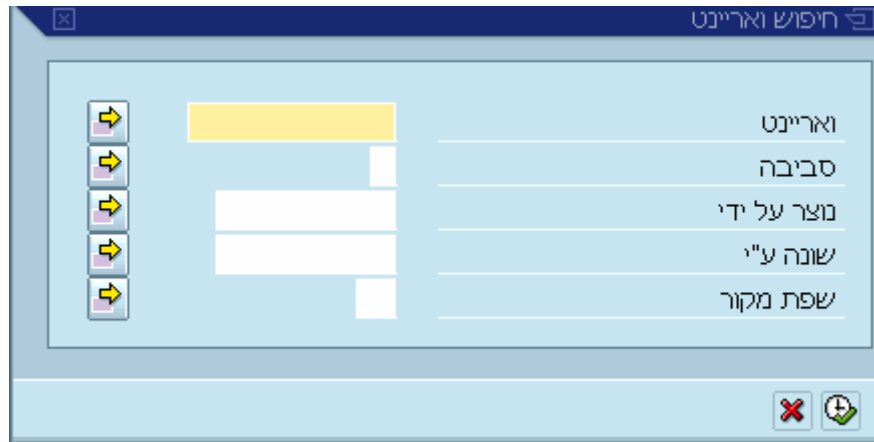 חיפוש ואריינט
ואריינט
סביבה
נוצר על ידי
שונה ע"י
שפת מקור